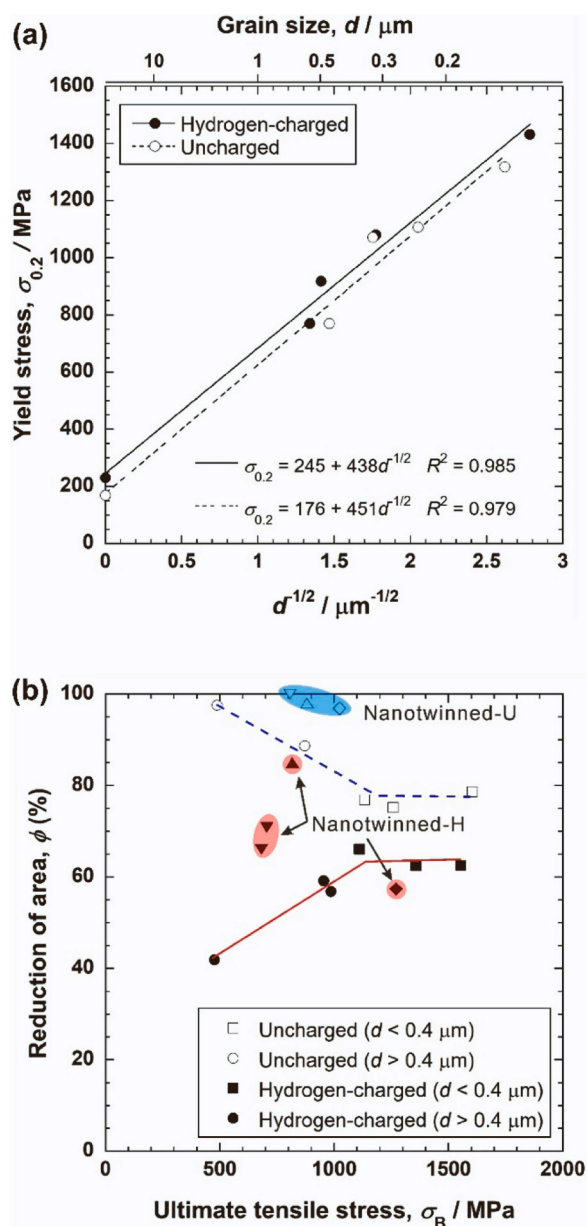 (a)
Grain size, d / μm
10 1 0.5 0.3 0.2
Yield stress, σ0.2 / MPa
1600
1400
1200
1000
800
600
400
200
0
Hydrogen-charged
Uncharged
σ0.2 = 245 + 438d-1/2 R2 = 0.985
σ0.2 = 176 + 451d-1/2 R2 = 0.979
0 0.5 1 1.5 2 2.5 3
d-1/2 / μm-1/2
(b)
Reduction of area, ϕ (%)
100
80
60
40
20
0
Nanotwinned-U
Nanotwinned-H
Uncharged (d < 0.4 μm)
Uncharged (d > 0.4 μm)
Hydrogen-charged (d < 0.4 μm)
Hydrogen-charged (d > 0.4 μm)
0 500 1000 1500 2000
Ultimate tensile stress, σB / MPa